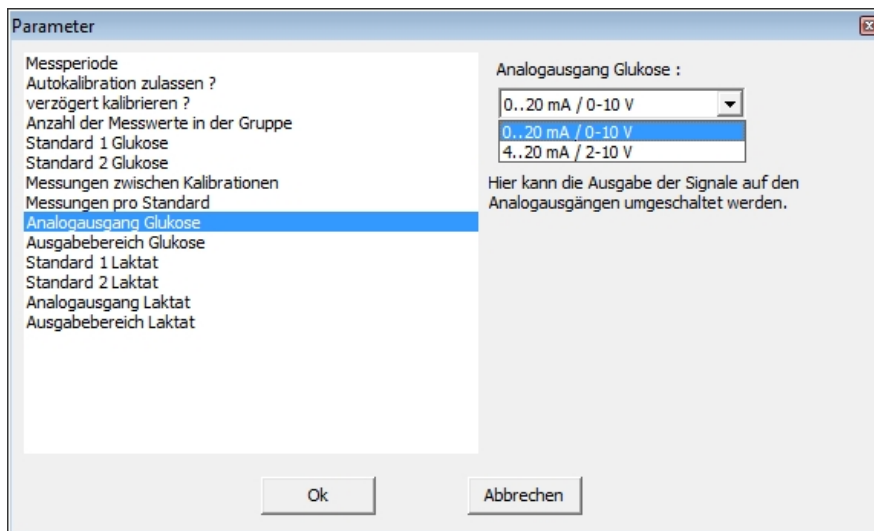 Parameter
Messperiode
Autokalibration zulassen ?
verzögert kalibrieren ?
Anzahl der Messwerte in der Gruppe
Standard 1 Glukose
Standard 2 Glukose
Messungen zwischen Kalibrationen
Messungen pro Standard
Analogausgang Glukose
Ausgabebereich Glukose
Standard 1 Laktat
Standard 2 Laktat
Analogausgang Laktat
Ausgabebereich Laktat
Analogausgang Glukose :
0..20 mA / 0-10 V
0..20 mA / 0-10 V
4..20 mA / 2-10 V
Hier kann die Ausgabe der Signale auf den
Analogausgängen umgeschaltet werden.
Ok
Abbrechen